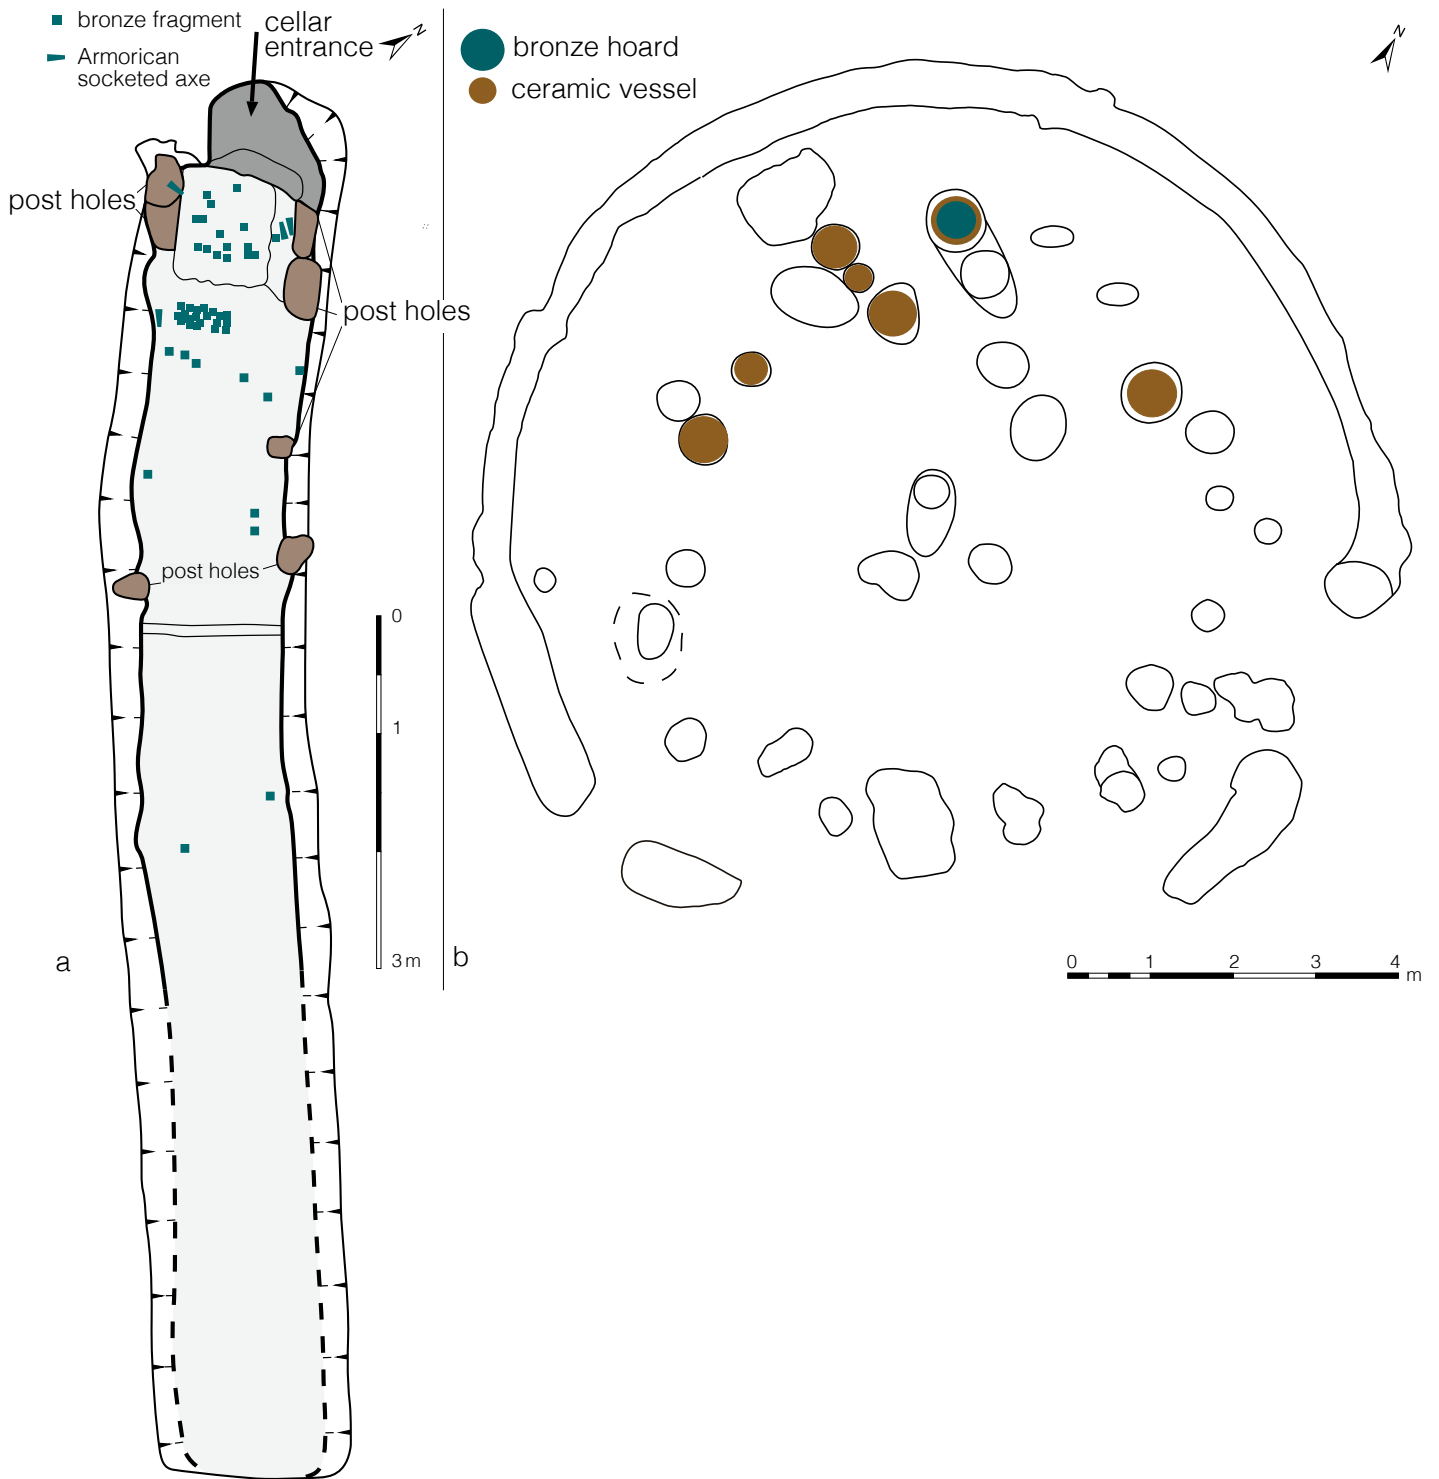 bronze fragment
Armorican
socketed axe
cellar
entrance
N
post holes
post holes
post holes
0
1
3 m
a
bronze hoard
ceramic vessel
N
b
0 1 2 3 4
m